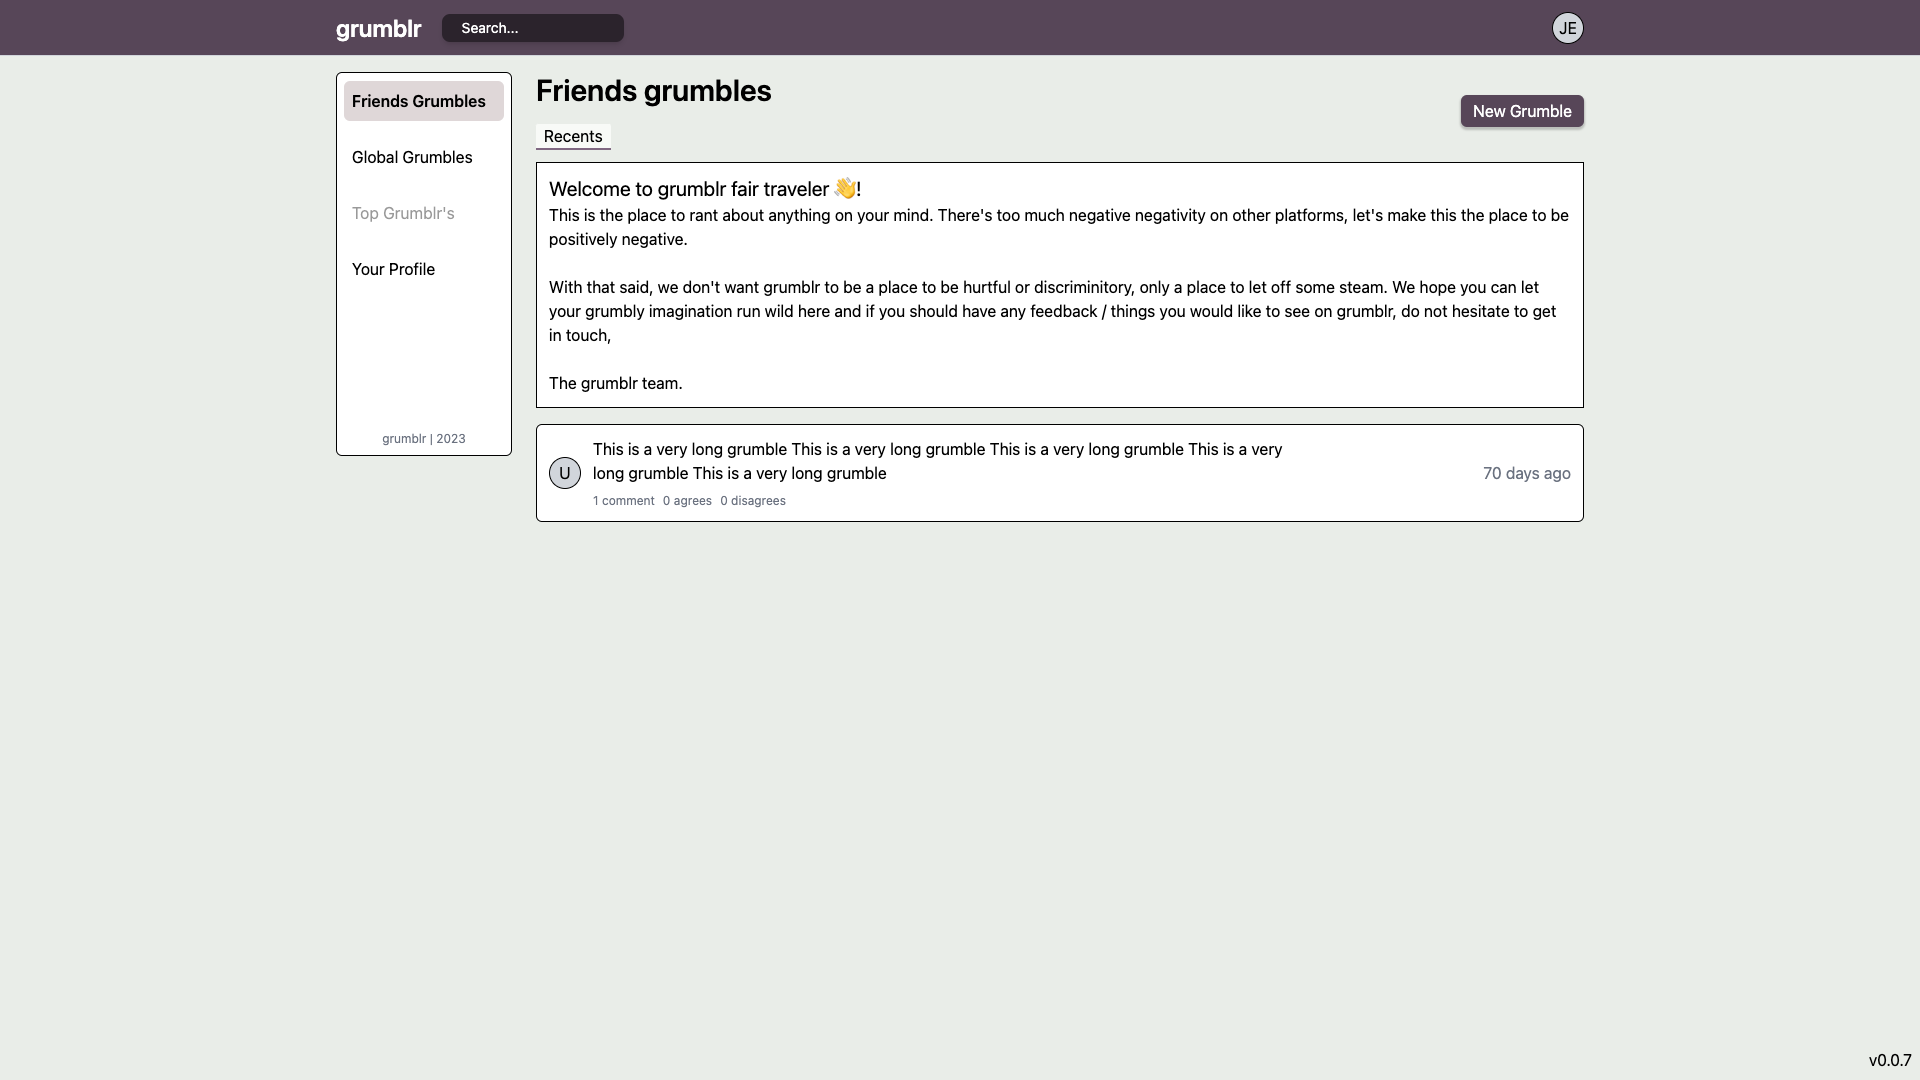 grumblr
Search...
JE
Friends Grumbles
Global Grumbles
Top Grumblr's
Your Profile
grumblr | 2023
Friends grumbles
New Grumble
Recents
Welcome to grumblr fair traveler 👋!
This is the place to rant about anything on your mind. There's too much negative negativity on other platforms, let's make this the place to be
positively negative.
With that said, we don't want grumblr to be a place to be hurtful or discriminitory, only a place to let off some steam. We hope you can let
your grumbly imagination run wild here and if you should have any feedback / things you would like to see on grumblr, do not hesitate to get
in touch,
The grumblr team.
U
This is a very long grumble This is a very long grumble This is a very long grumble This is a very
long grumble This is a very long grumble
70 days ago
1 comment 0 agrees 0 disagrees
v0.0.7